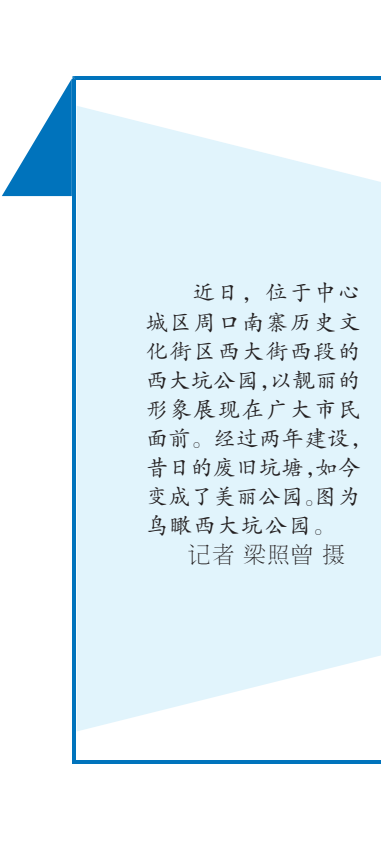 近日，位于中心
城区周口南寨历史文
化街区西大街西段的
西大坑公园，以靓丽的
形象展现在广大市民
面前。经过两年建设，
昔日的废旧坑塘，如今
变成了美丽公园。图为
鸟瞰西大坑公园。
记者 梁照曾 摄